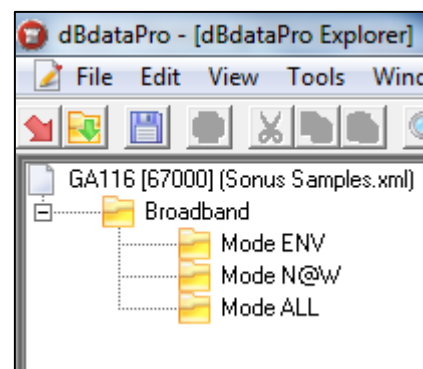 dBdataPro - [dBdataPro Explorer]
File Edit View Tools
GA116 [67000] (Sonus Samples.xml)
Broadband
Mode ENV
Mode N@W
Mode ALL